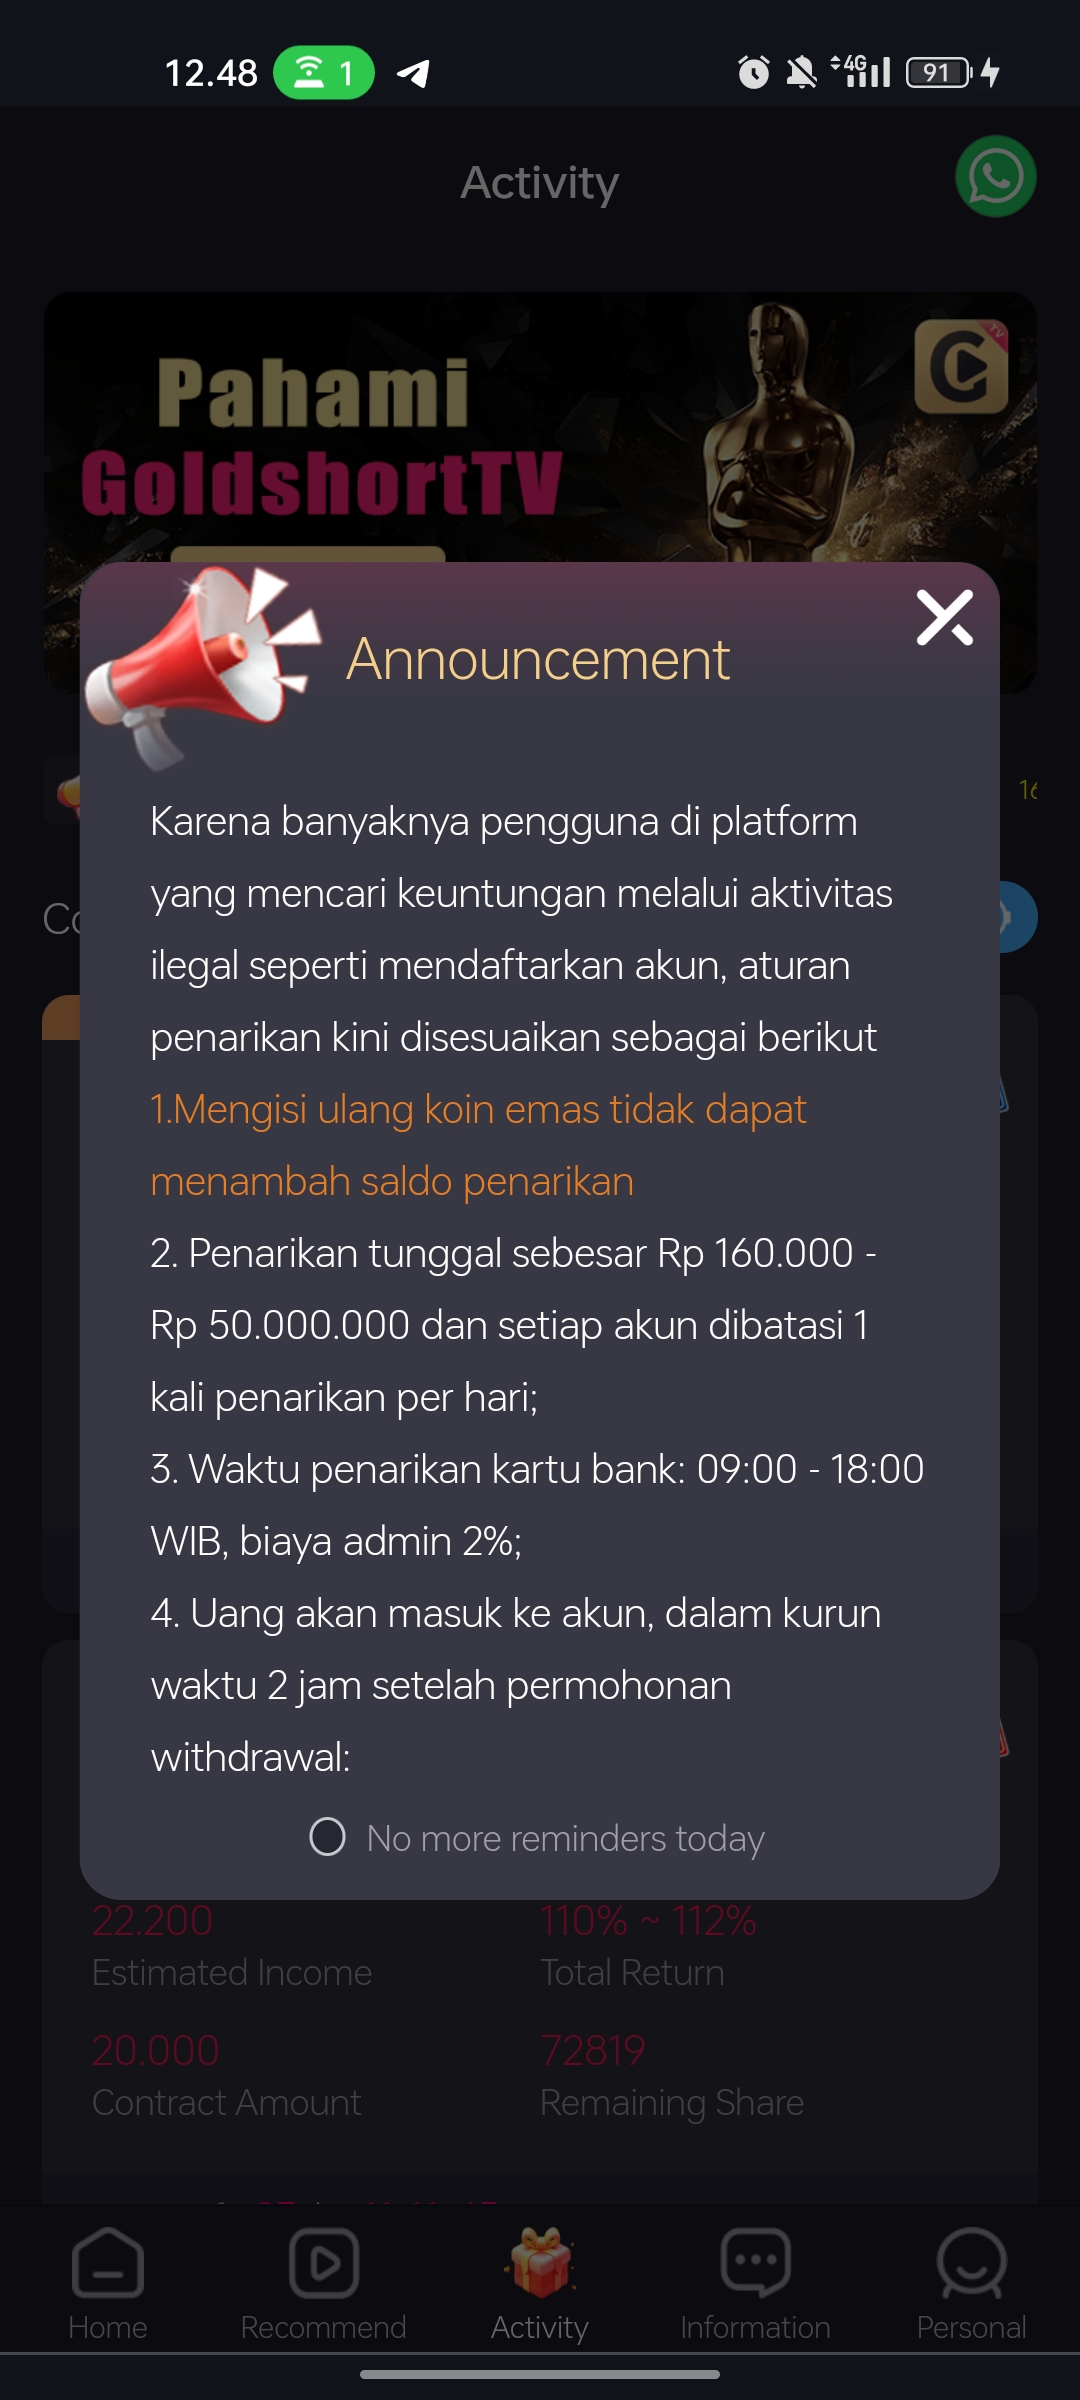 12.48
1
4G
91
Activity
Pahami
GoldshortTV
TV
Announcement
Karena banyaknya pengguna di platform
yang mencari keuntungan melalui aktivitas
ilegal seperti mendaftarkan akun, aturan
penarikan kini disesuaikan sebagai berikut
1.Mengisi ulang koin emas tidak dapat
menambah saldo penarikan
2. Penarikan tunggal sebesar Rp 160.000 -
Rp 50.000.000 dan setiap akun dibatasi 1
kali penarikan per hari;
3. Waktu penarikan kartu bank: 09:00 - 18:00
WIB, biaya admin 2%;
4. Uang akan masuk ke akun, dalam kurun
waktu 2 jam setelah permohonan
withdrawal:
No more reminders today
22.200
110% ~ 112%
Estimated Income
Total Return
20.000
72819
Contract Amount
Remaining Share
Home
Recommend
Activity
Information
Personal